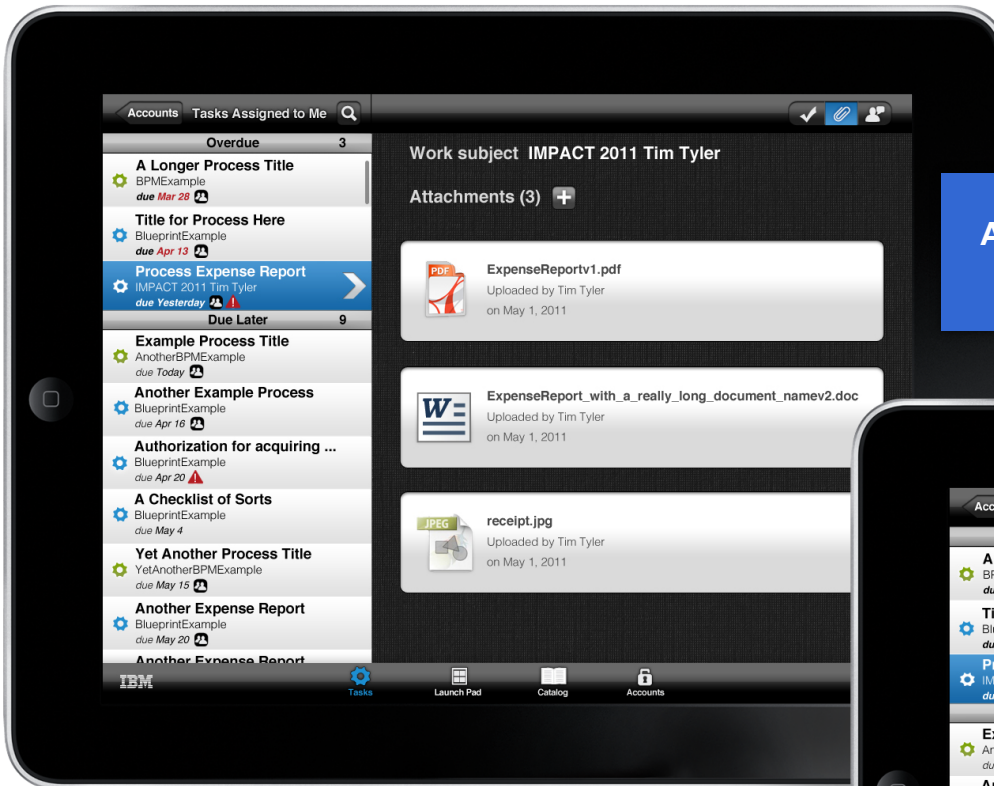 Accounts
Tasks Assigned to Me
Overdue 3
A Longer Process Title
BPMExample
due Mar 28
Title for Process Here
BlueprintExample
due Apr 13
Process Expense Report
IMPACT 2011 Tim Tyler
due Yesterday
Due Later 9
Example Process Title
AnotherBPMExample
due Today
Another Example Process
BlueprintExample
due Apr 16
Authorization for acquiring ...
BlueprintExample
due Apr 20
A Checklist of Sorts
BlueprintExample
due May 4
Yet Another Process Title
YetAnotherBPMExample
due May 15
Another Expense Report
BlueprintExample
due May 20
Another Expense Report
Work subject IMPACT 2011 Tim Tyler
Attachments (3)
PDF
ExpenseReportv1.pdf
Uploaded by Tim Tyler
on May 1, 2011
W
ExpenseReport_with_a_really_long_document_namev2.doc
Uploaded by Tim Tyler
on May 1, 2011
JPEG
receipt.jpg
Uploaded by Tim Tyler
on May 1, 2011
IBM
Tasks
Launch Pad
Catalog
Accounts
A